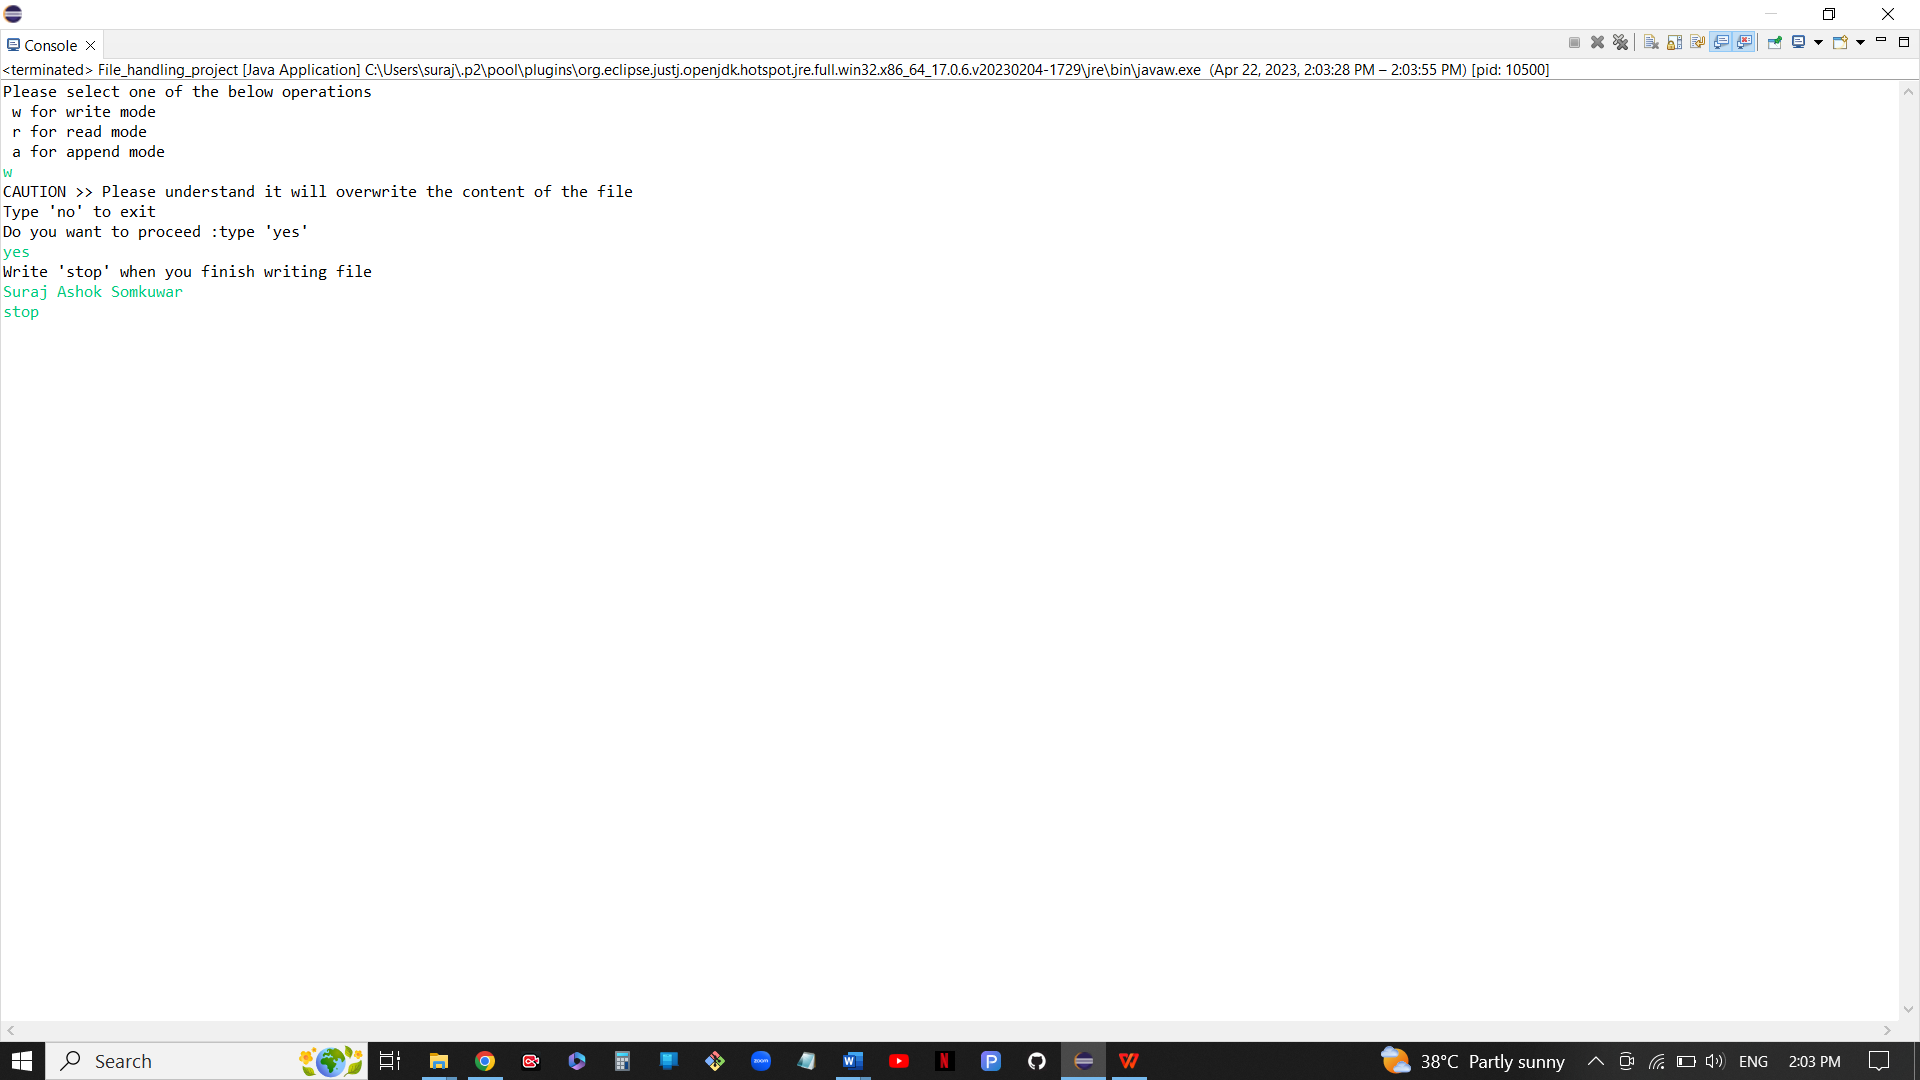 Console
<terminated> File_handling_project [Java Application] C:\Users\suraj\.p2\pool\plugins\org.eclipse.justj.openjdk.hotspot.jre.full.win32.x86_64_17.0.6.v20230204-1729\jre\bin\javaw.exe (Apr 22, 2023, 2:03:28 PM – 2:03:55 PM) [pid: 10500]
Please select one of the below operations
w for write mode
r for read mode
a for append mode
w
CAUTION >> Please understand it will overwrite the content of the file
Type 'no' to exit
Do you want to proceed :type 'yes'
yes
Write 'stop' when you finish writing file
Suraj Ashok Somkuwar
stop
Search
38°C Partly sunny
ENG
2:03 PM